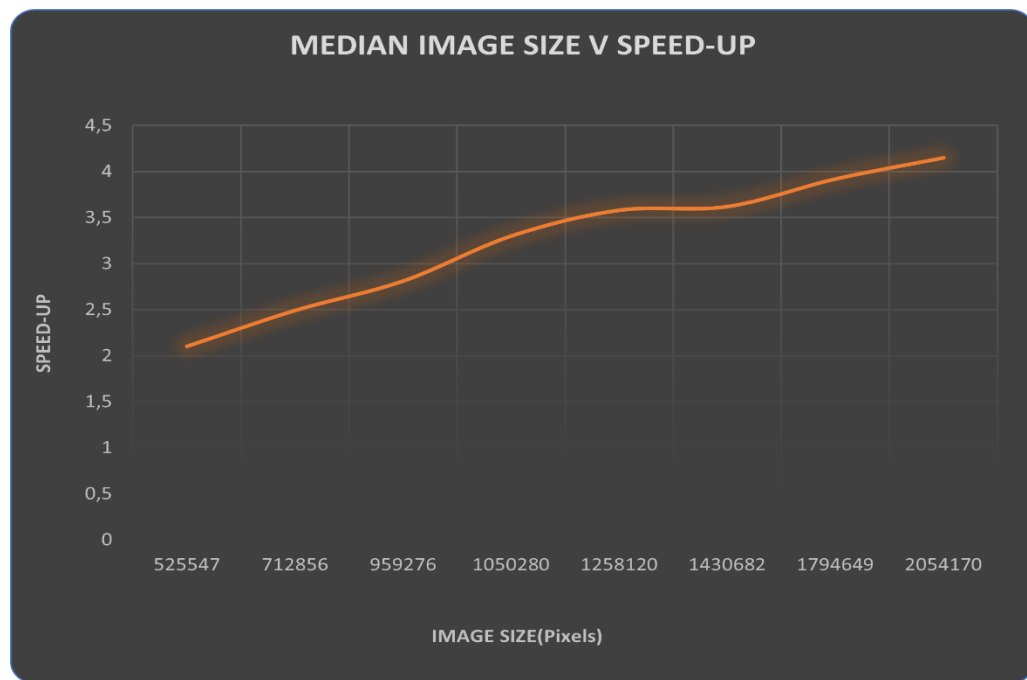 MEDIAN IMAGE SIZE V SPEED-UP
4,5
4
3,5
3
2,5
2
1,5
1
0,5
0
SPEED-UP
525547 712856 959276 1050280 1258120 1430682 1794649 2054170
IMAGE SIZE(Pixels)